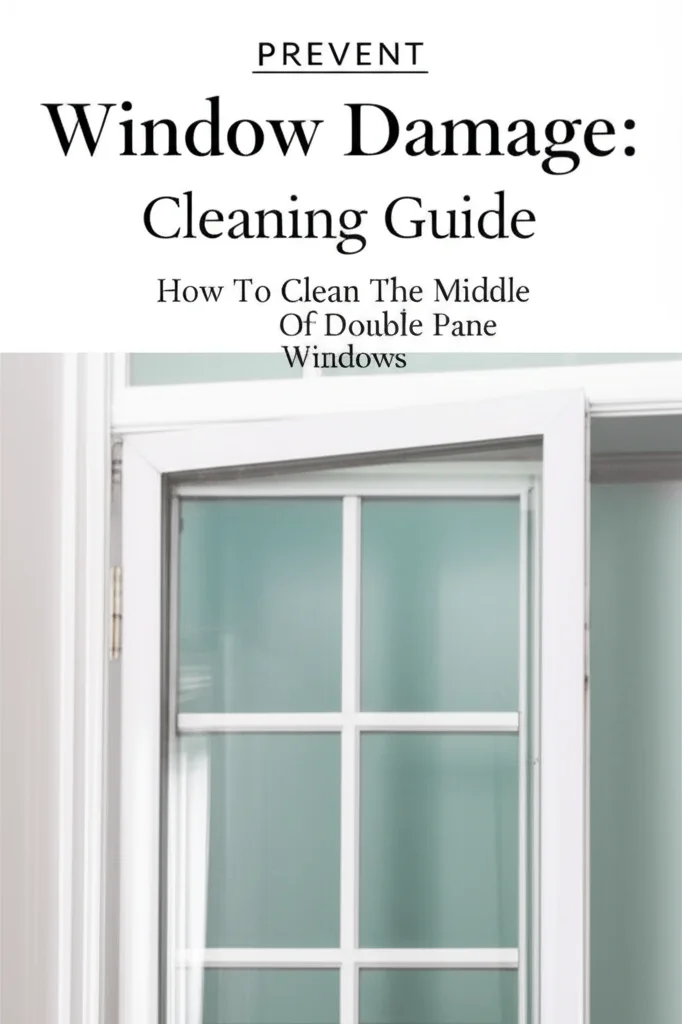 PREVENT
Window Damage:
Cleaning Guide
How To Clean The Middle
Of Double Pane
Windows